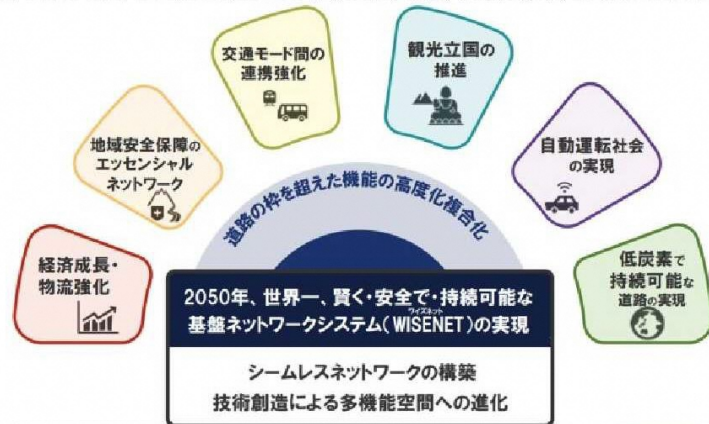 経済成長・
物流強化
地域安全保障の
エッセンシャル
ネットワーク
交通モード間の
連携強化
観光立国の
推進
自動運転社会
の実現
低炭素で
持続可能な
道路の実現
道路の枠を超えた機能の高度化複合化
2050年、世界一、賢く・安全で・持続可能な
ワイズネット
基盤ネットワークシステム(WISENET)の実現
シームレスネットワークの構築
技術創造による多機能空間への進化